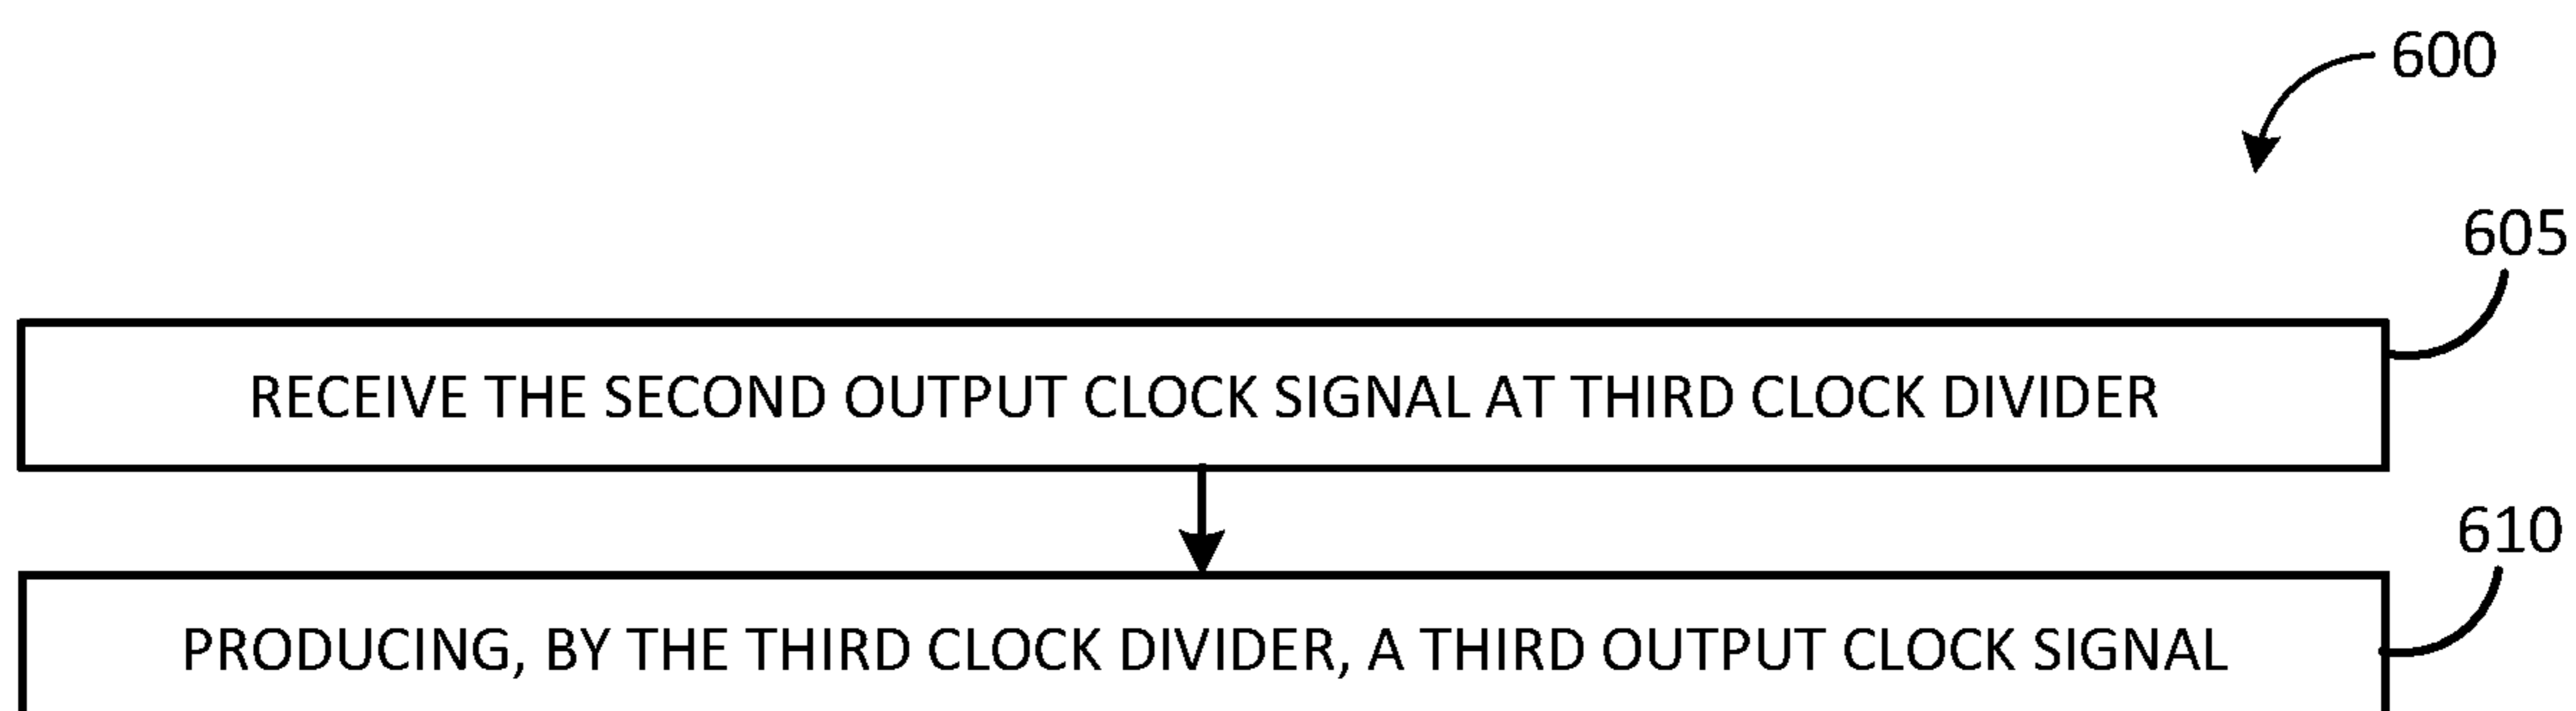 600
605
RECEIVE THE SECOND OUTPUT CLOCK SIGNAL AT THIRD CLOCK DIVIDER
610
PRODUCING, BY THE THIRD CLOCK DIVIDER, A THIRD OUTPUT CLOCK SIGNAL